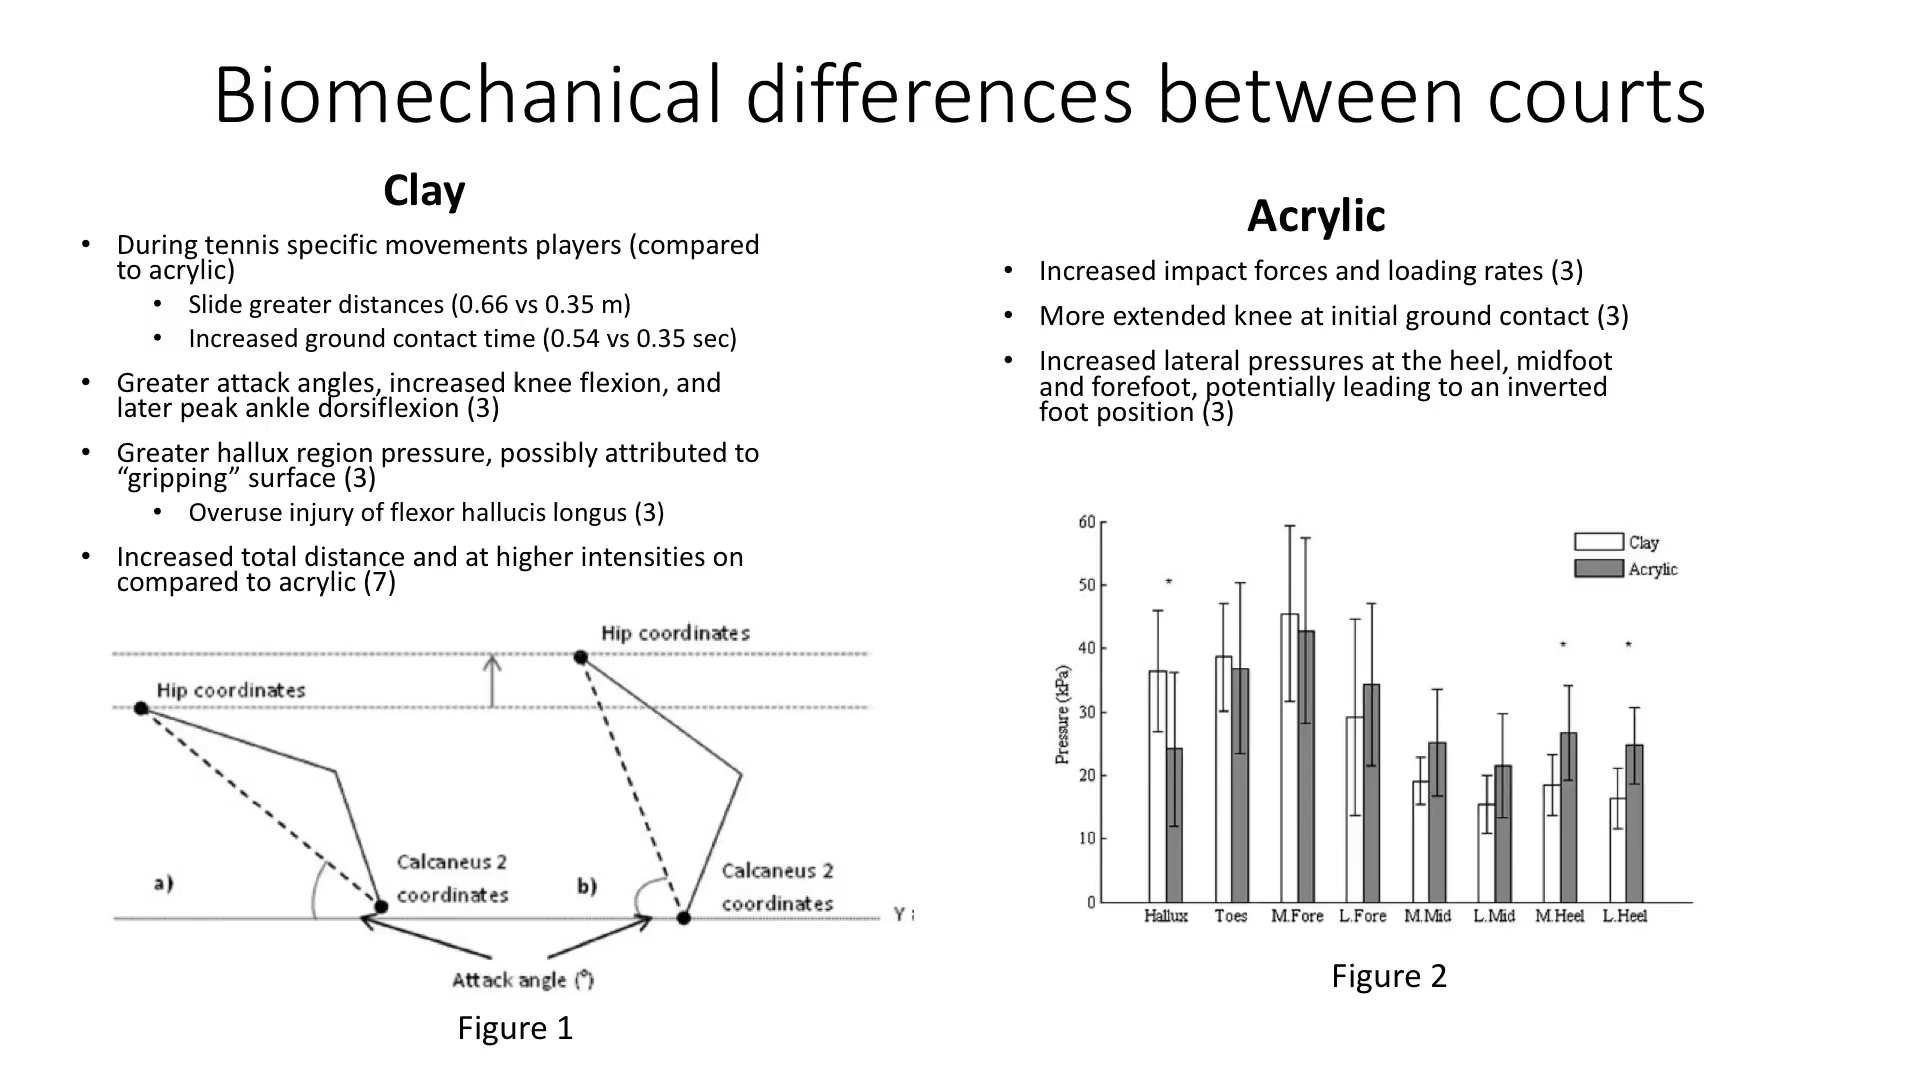 Biomechanical differences between courts
Clay
• During tennis specific movements players (compared
to acrylic)
• Slide greater distances (0.66 vs 0.35 m)
• Increased ground contact time (0.54 vs 0.35 sec)
• Greater attack angles, increased knee flexion, and
later peak ankle dorsiflexion (3)
• Greater hallux region pressure, possibly attributed to
“gripping” surface (3)
• Overuse injury of flexor hallucis longus (3)
• Increased total distance and at higher intensities on
compared to acrylic (7)
Hip coordinates
Hip coordinates
Calcaneus 2
coordinates
a)
b)
Calcaneus 2
coordinates
Y
Attack angle (°)
Figure 1
Acrylic
• Increased impact forces and loading rates (3)
• More extended knee at initial ground contact (3)
• Increased lateral pressures at the heel, midfoot
and forefoot, potentially leading to an inverted
foot position (3)
60
50
40
30
20
10
0
Pressure (kPa)
Clay
Acrylic
*
*
*
Hallux Toes M.Fore L.Fore M.Mid L.Mid M.Heel L.Heel
Figure 2